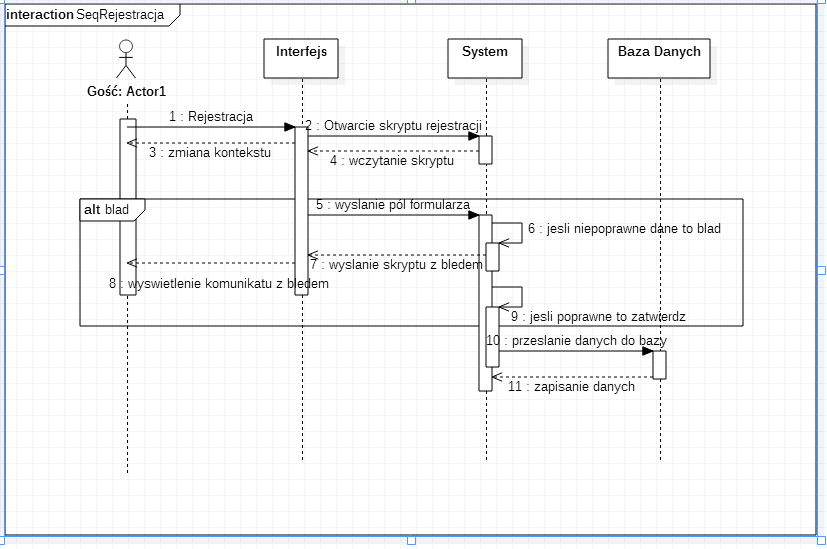 interaction SeqRejestracja
Interfejs
System
Baza Danych
Gość: Actor1
1 : Rejestracja
2 : Otwarcie skryptu rejestracji
3 : zmiana kontekstu
4 : wczytanie skryptu
alt blad
5 : wyslanie pól formularza
6 : jesli niepoprawne dane to blad
7 : wyslanie skryptu z bledem
8 : wyswietlenie komunikatu z bledem
9 : jesli poprawne to zatwierdz
10 : przeslanie danych do bazy
11 : zapisanie danych